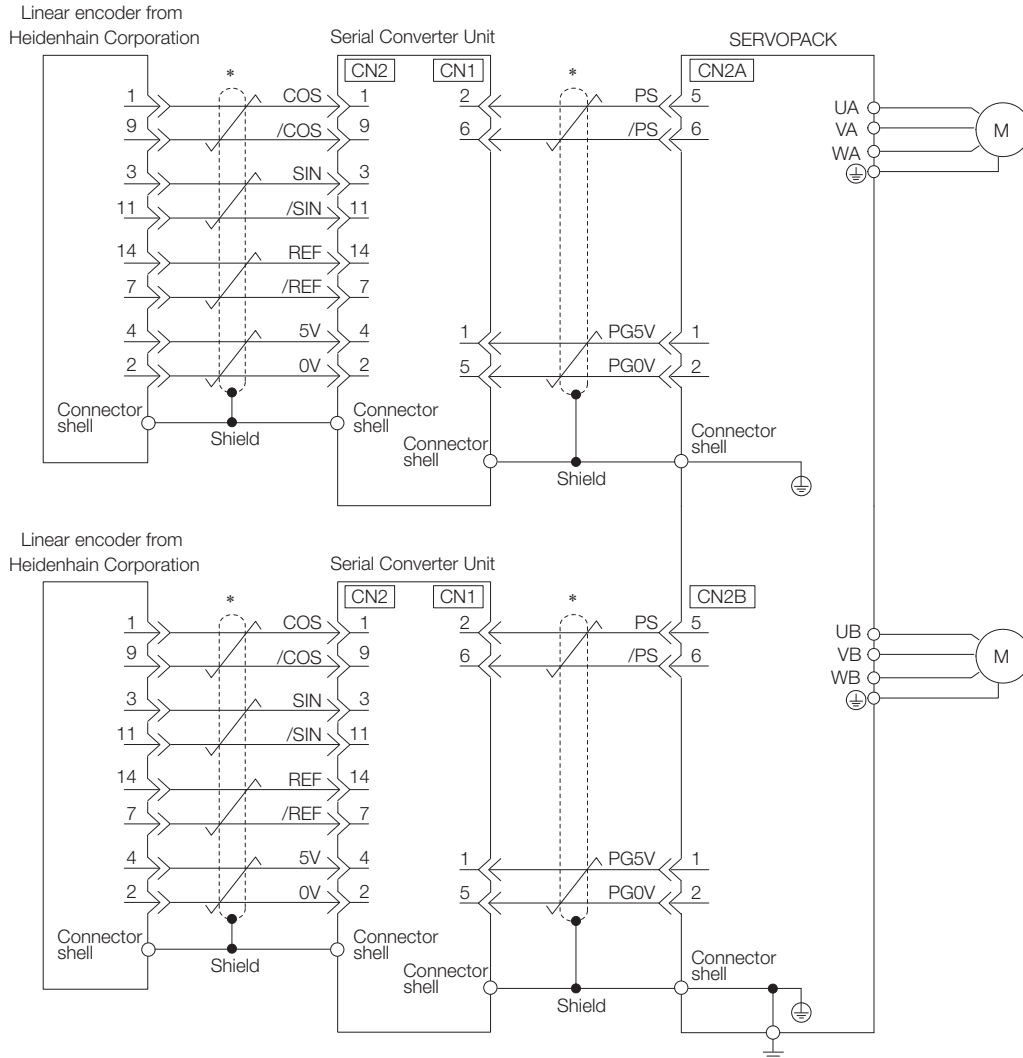 Linear encoder from
Heidenhain Corporation
Serial Converter Unit
SERVOPACK
CN2
CN1
CN2A
*
*
1 COS 1
9 /COS 9
3 SIN 3
11 /SIN 11
14 REF 14
7 /REF 7
4 5V 4
2 0V 2
2 PS 5
6 /PS 6
1 PG5V 1
5 PG0V 2
UA
VA
WA
M
Connector
shell
Shield
Connector
shell
Connector
shell
Shield
Connector
shell
Linear encoder from
Heidenhain Corporation
Serial Converter Unit
CN2
CN1
CN2B
*
*
1 COS 1
9 /COS 9
3 SIN 3
11 /SIN 11
14 REF 14
7 /REF 7
4 5V 4
2 0V 2
2 PS 5
6 /PS 6
1 PG5V 1
5 PG0V 2
UB
VB
WB
M
Connector
shell
Shield
Connector
shell
Connector
shell
Shield
Connector
shell